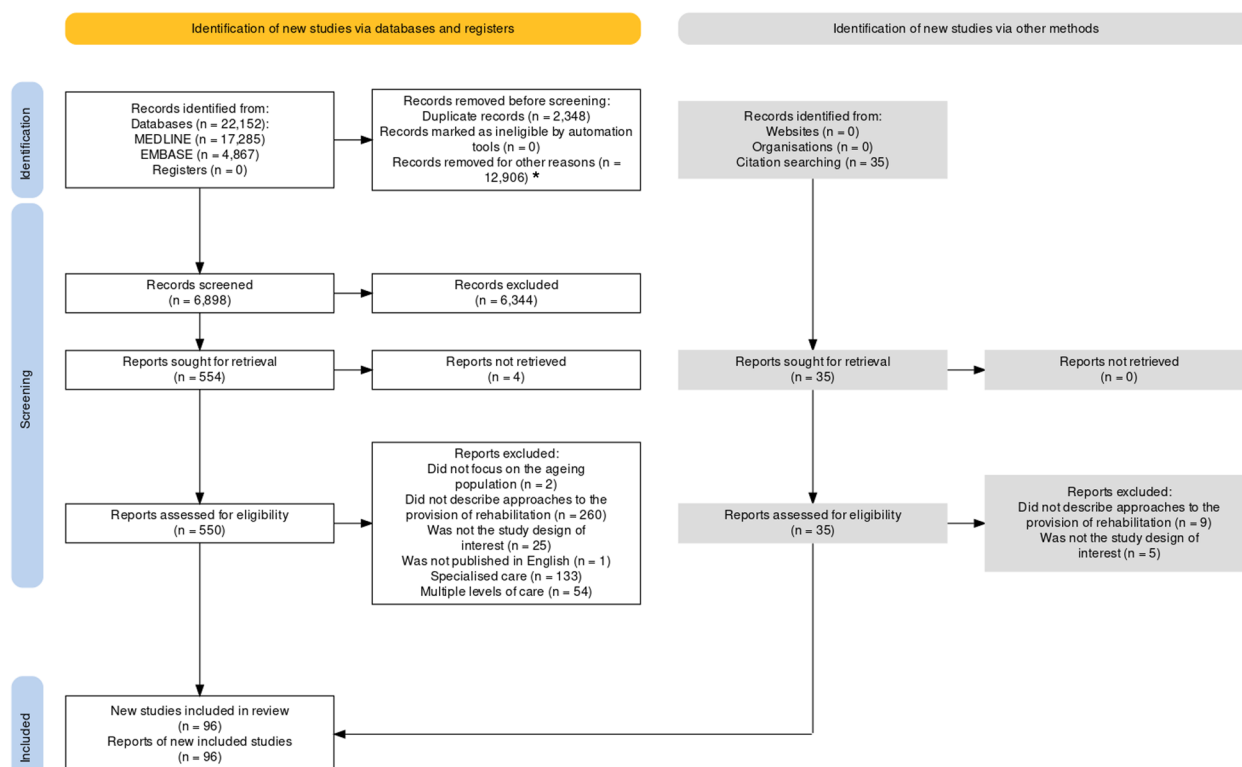 Identification of new studies via databases and registers
Identification of new studies via other methods
Identification
Records identified from:
Databases (n = 22,152):
MEDLINE (n = 17,285)
EMBASE (n = 4,867)
Registers (n = 0)
Records removed before screening:
Duplicate records (n = 2,348)
Records marked as ineligible by automation
tools (n = 0)
Records removed for other reasons (n =
12,906) *
Records identified from:
Websites (n = 0)
Organisations (n = 0)
Citation searching (n = 35)
Screening
Records screened
(n = 6,898)
Records excluded
(n = 6,344)
Reports sought for retrieval
(n = 554)
Reports not retrieved
(n = 4)
Reports sought for retrieval
(n = 35)
Reports not retrieved
(n = 0)
Reports assessed for eligibility
(n = 550)
Reports excluded:
Did not focus on the ageing
population (n = 2)
Did not describe approaches to the
provision of rehabilitation (n = 260)
Was not the study design of
interest (n = 25)
Was not published in English (n = 1)
Specialised care (n = 133)
Multiple levels of care (n = 54)
Reports assessed for eligibility
(n = 35)
Reports excluded:
Did not describe approaches to the
provision of rehabilitation (n = 9)
Was not the study design of
interest (n = 5)
Included
New studies included in review
(n = 96)
Reports of new included studies
(n = 96)